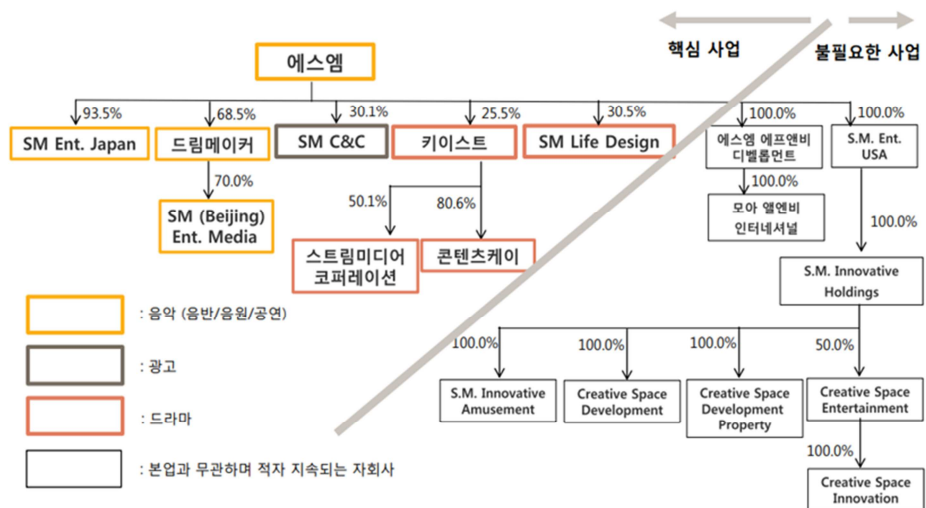 핵심 사업
불필요한 사업
에스엠
93.5%
68.5%
30.1%
25.5%
30.5%
100.0%
100.0%
SM Ent. Japan
드림메이커
SM C&C
키이스트
SM Life Design
에스엠 에프앤비
디벨롭먼트
S.M. Ent.
USA
70.0%
50.1%
80.6%
100.0%
100.0%
SM (Beijing)
Ent. Media
스트림미디어
코퍼레이션
콘텐츠케이
모아 앨엔비
인터네셔널
S.M. Innovative
Holdings
: 음악 (음반/음원/공연)
: 광고
: 드라마
: 본업과 무관하며 적자 지속되는 자회사
100.0%
100.0%
100.0%
50.0%
S.M. Innovative
Amusement
Creative Space
Development
Creative Space
Development
Property
Creative Space
Entertainment
100.0%
Creative Space
Innovation